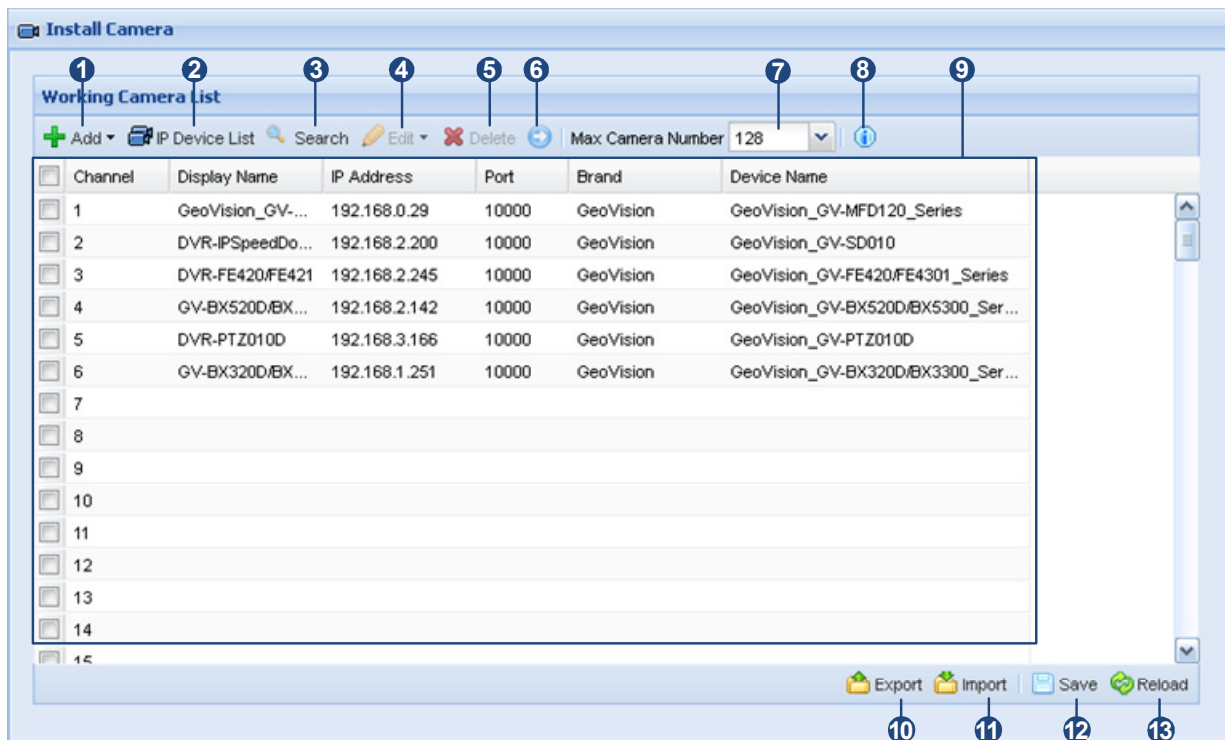 Install Camera
1 2 3 4 5 6 7 8 9
Working Camera List
Add IP Device List Search Edit Delete Max Camera Number 128
Channel Display Name IP Address Port Brand Device Name
1 GeoVision_GV-... 192.168.0.29 10000 GeoVision GeoVision_GV-MFD120_Series
2 DVR-IPSpeedDo... 192.168.2.200 10000 GeoVision GeoVision_GV-SD010
3 DVR-FE420/FE421 192.168.2.245 10000 GeoVision GeoVision_GV-FE420/FE4301_Series
4 GV-BX520D/BX... 192.168.2.142 10000 GeoVision GeoVision_GV-BX520D/BX5300_Ser...
5 DVR-PTZ010D 192.168.3.166 10000 GeoVision GeoVision_GV-PTZ010D
6 GV-BX320D/BX... 192.168.1.251 10000 GeoVision GeoVision_GV-BX320D/BX3300_Ser...
7
8
9
10
11
12
13
14
15
Export Import Save Reload
10 11 12 13